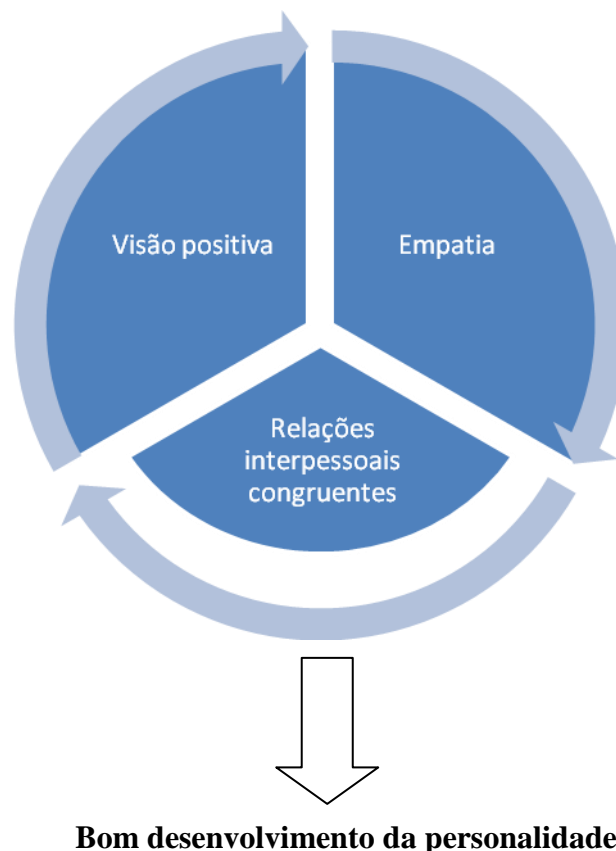 Visão positiva
Empatia
Relações
interpessoais
congruentes
Bom desenvolvimento da personalidade